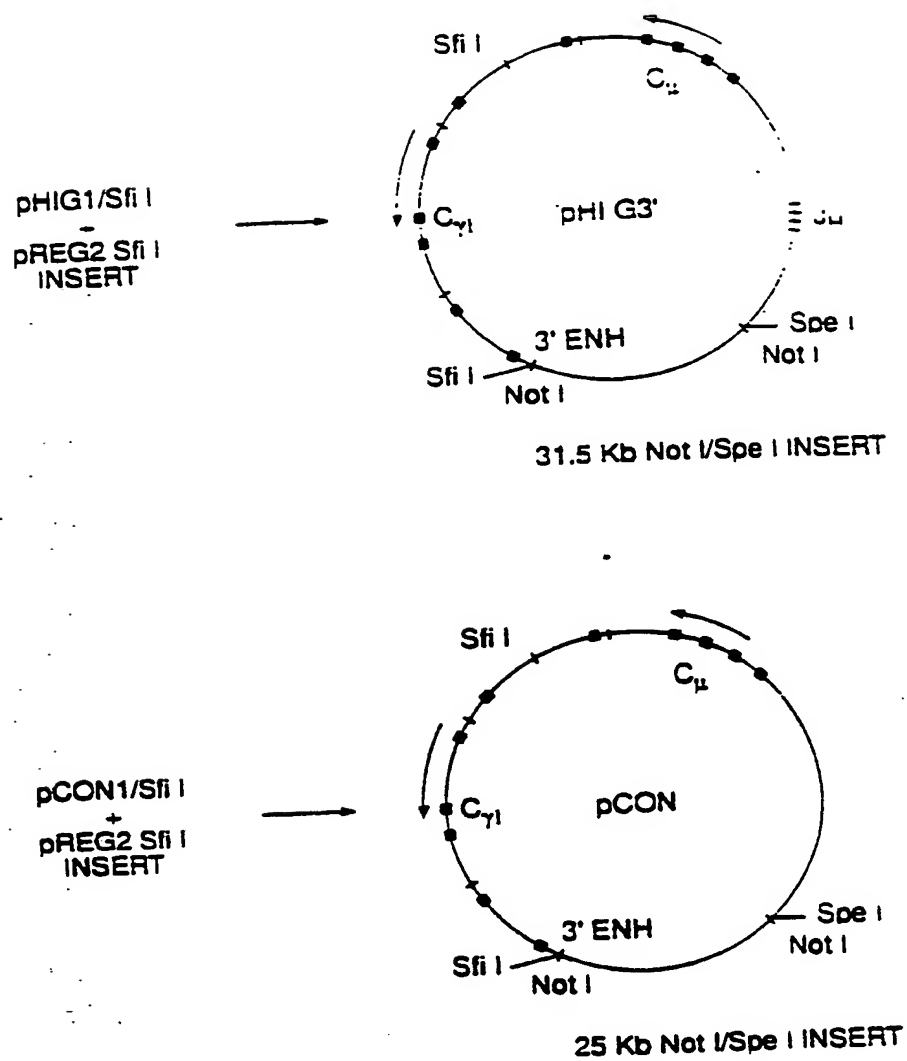 Sfi I
Cμ
pHIG1/Sfi I
pREG2 Sfi I
INSERT
Cγ1
pHI G3'
3' ENH
Spe I
Not I
Sfi I
Not I
31.5 Kb Not I/Spe I INSERT
Sfi I
Cμ
pCON1/Sfi I
+
pREG2 Sfi I
INSERT
Cγ1
pCON
3' ENH
Spe I
Not I
Sfi I
Not I
25 Kb Not I/Spe I INSERT